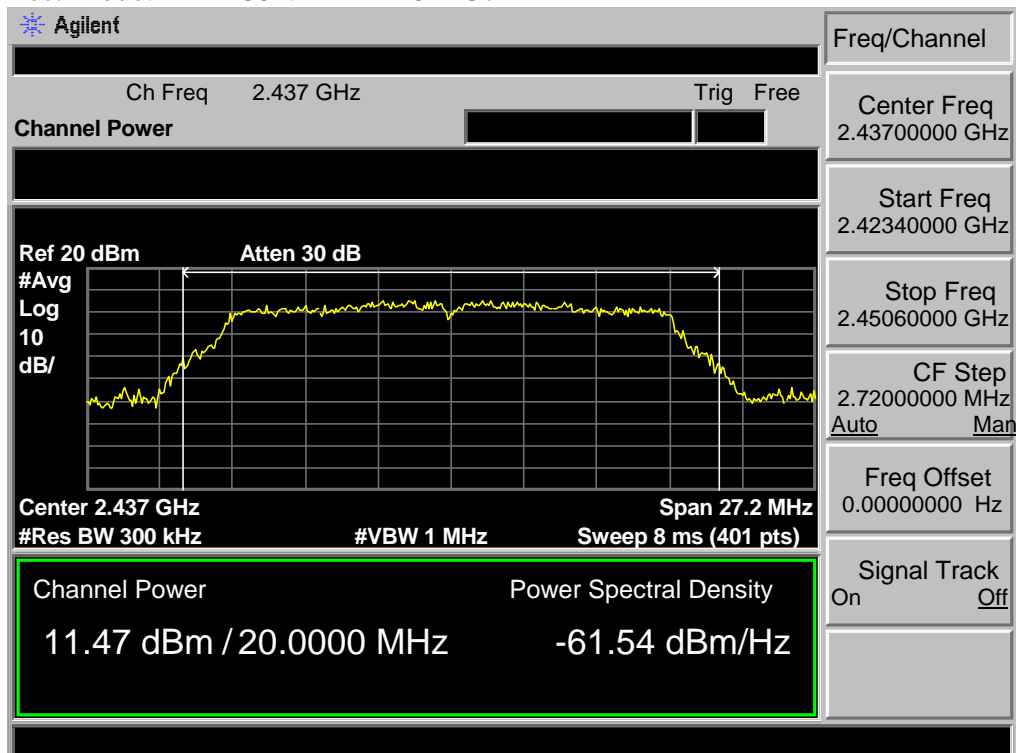 Agilent
Freq/Channel
Ch Freq 2.437 GHz Trig Free
Channel Power
Center Freq
2.43700000 GHz
Start Freq
2.42340000 GHz
Ref 20 dBm Atten 30 dB
#Avg
Log
10
dB/
Stop Freq
2.45060000 GHz
CF Step
2.72000000 MHz
Auto Man
Freq Offset
0.00000000 Hz
Center 2.437 GHz Span 27.2 MHz
#Res BW 300 kHz #VBW 1 MHz Sweep 8 ms (401 pts)
Signal Track
On Off
Channel Power Power Spectral Density
11.47 dBm / 20.0000 MHz -61.54 dBm/Hz